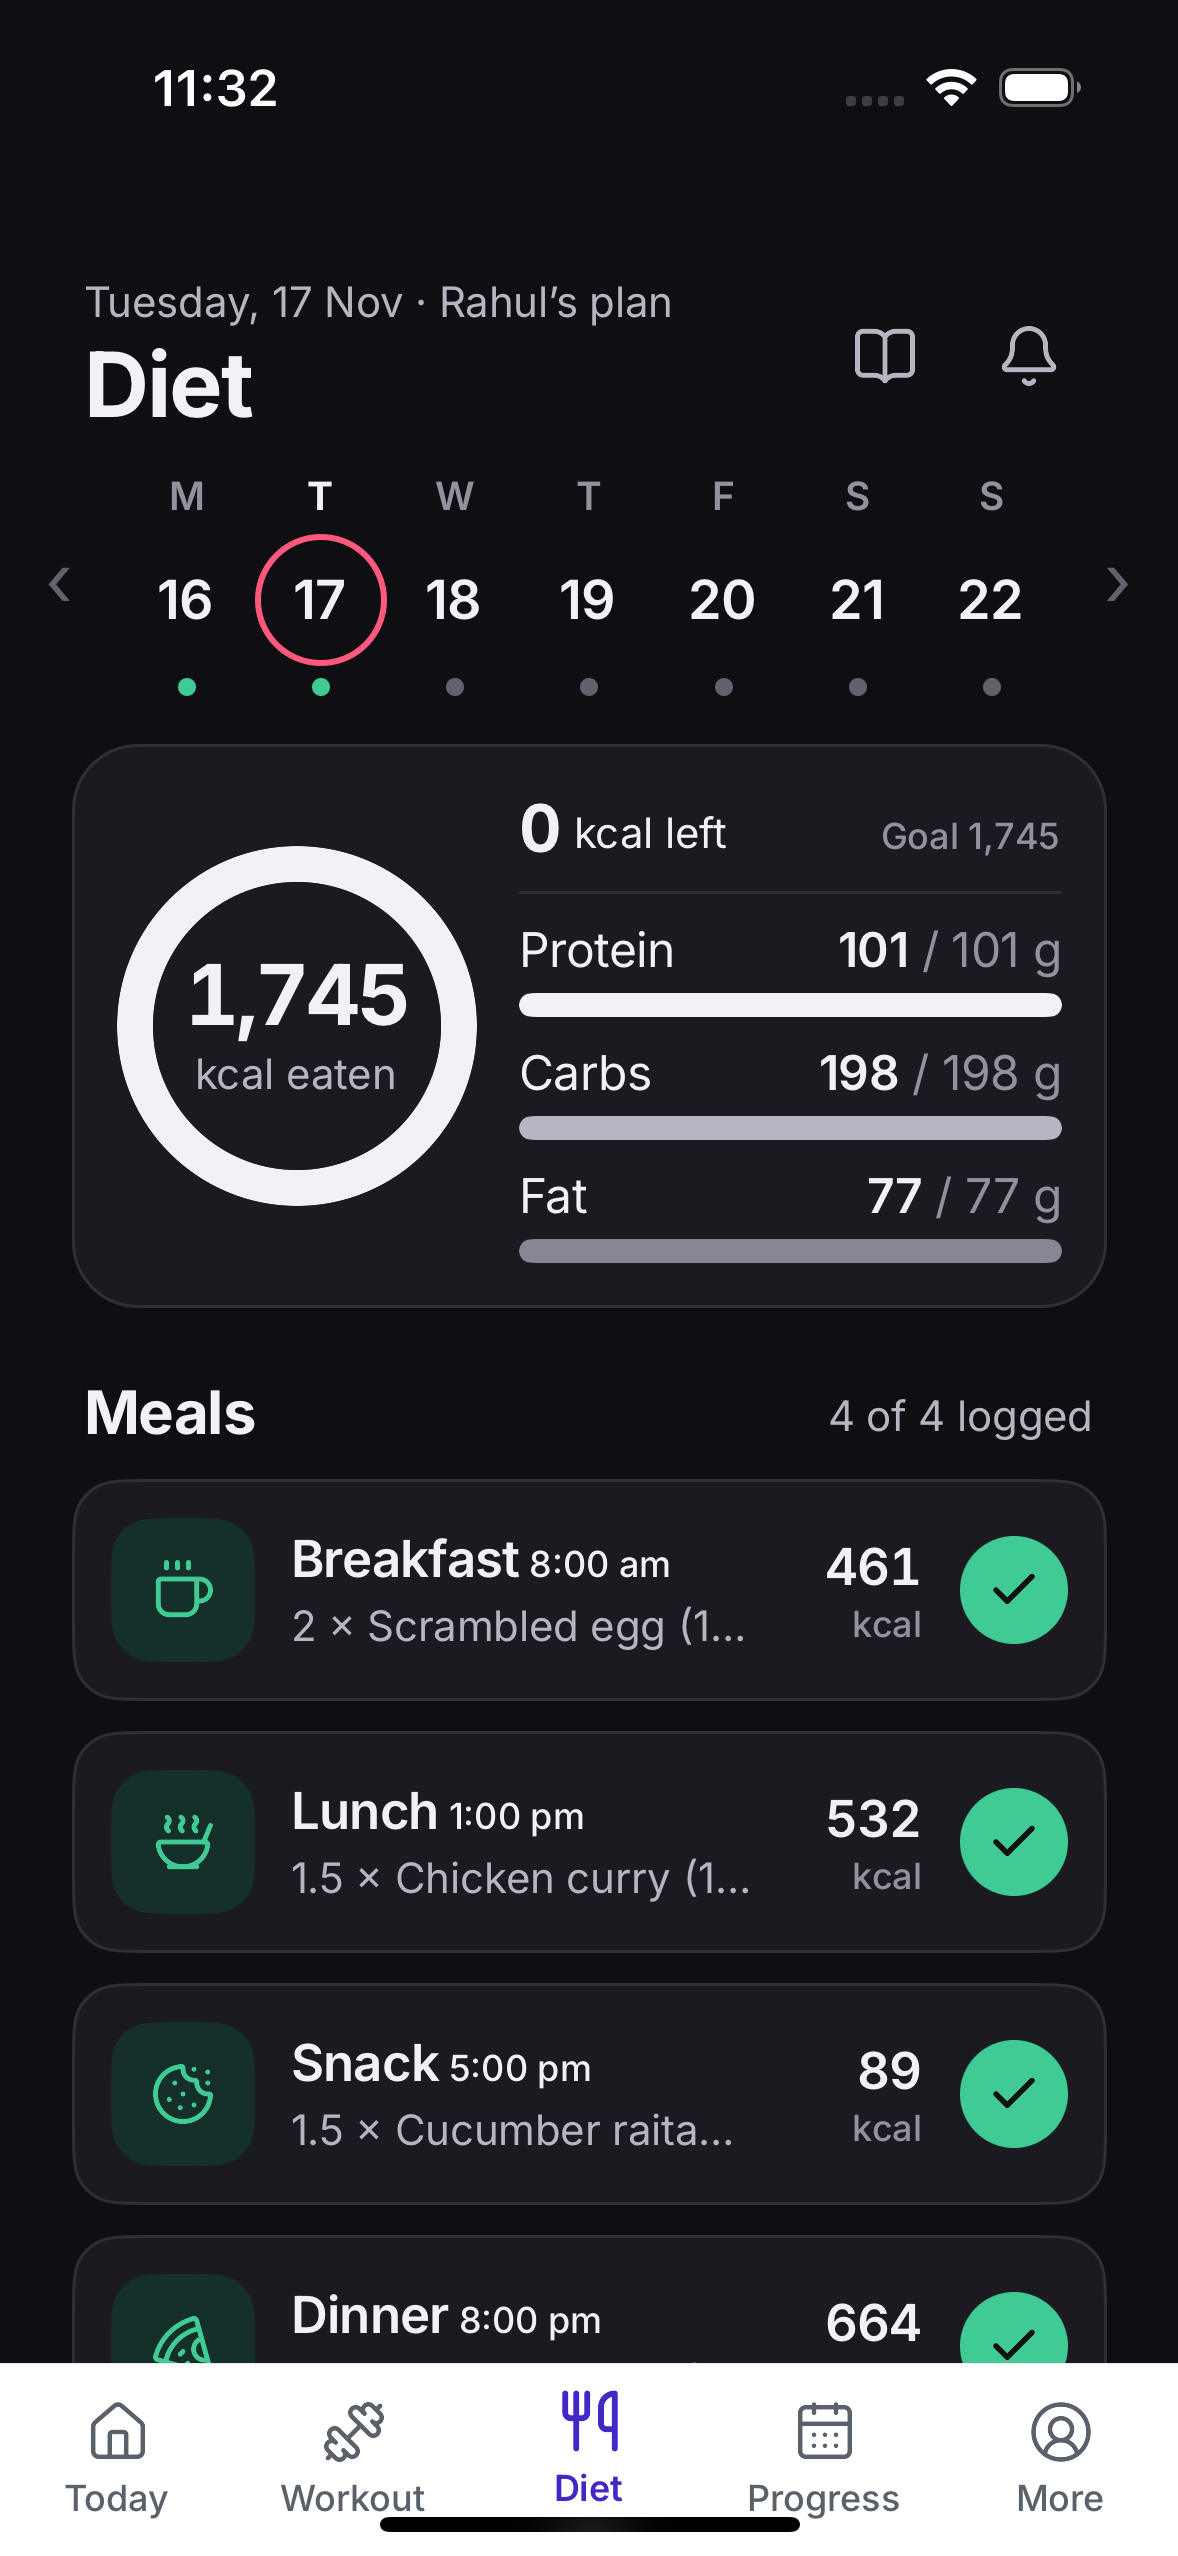 11:32
Tuesday, 17 Nov · Rahul’s plan
Diet
M T W T F S S
‹ 16 17 18 19 20 21 22 ›
0 kcal left Goal 1,745
1,745
kcal eaten
Protein 101 / 101 g
Carbs 198 / 198 g
Fat 77 / 77 g
Meals 4 of 4 logged
Breakfast 8:00 am 461
2 × Scrambled egg (1... kcal
Lunch 1:00 pm 532
1.5 × Chicken curry (1... kcal
Snack 5:00 pm 89
1.5 × Cucumber raita... kcal
Dinner 8:00 pm 664
Today Workout Diet Progress More